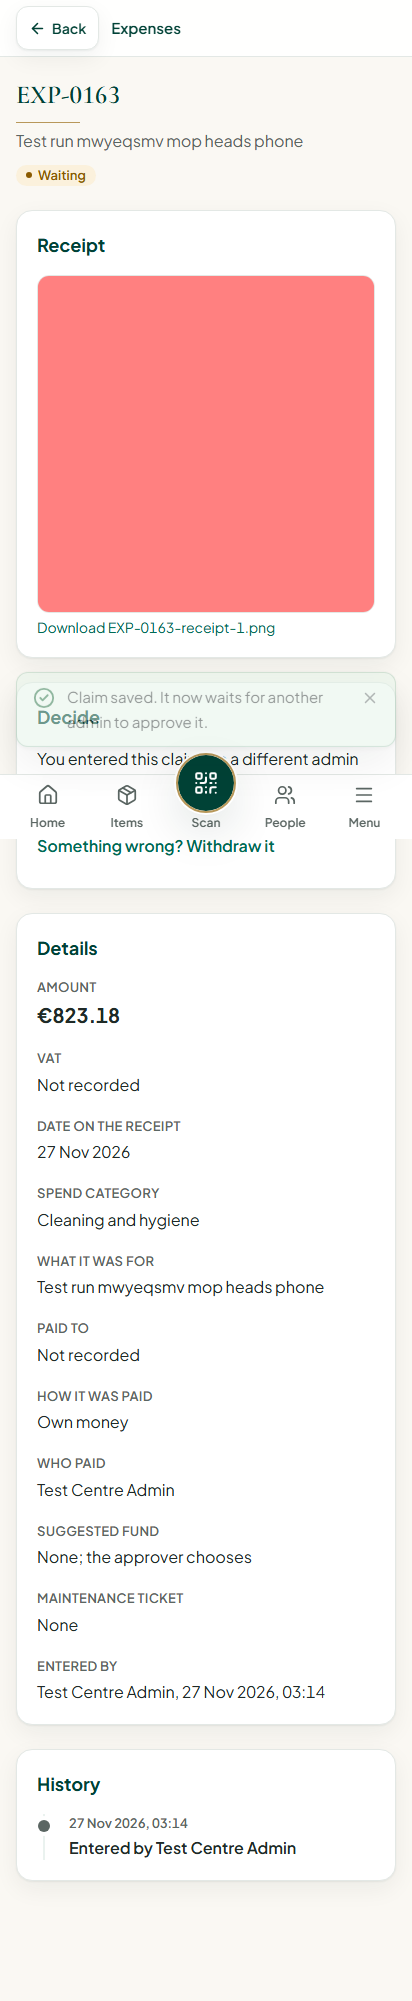 Back
Expenses
EXP-0163
Test run mwyeqsmv mop heads phone
Waiting
Receipt
Download EXP-0163-receipt-1.png
Claim saved. It now waits for another
admin to approve it.
Decide
You entered this a different admin
Home
Items
Scan
People
Menu
Something wrong? Withdraw it
Details
AMOUNT
€823.18
VAT
Not recorded
DATE ON THE RECEIPT
27 Nov 2026
SPEND CATEGORY
Cleaning and hygiene
WHAT IT WAS FOR
Test run mwyeqsmv mop heads phone
PAID TO
Not recorded
HOW IT WAS PAID
Own money
WHO PAID
Test Centre Admin
SUGGESTED FUND
None; the approver chooses
MAINTENANCE TICKET
None
ENTERED BY
Test Centre Admin, 27 Nov 2026, 03:14
History
27 Nov 2026, 03:14
Entered by Test Centre Admin